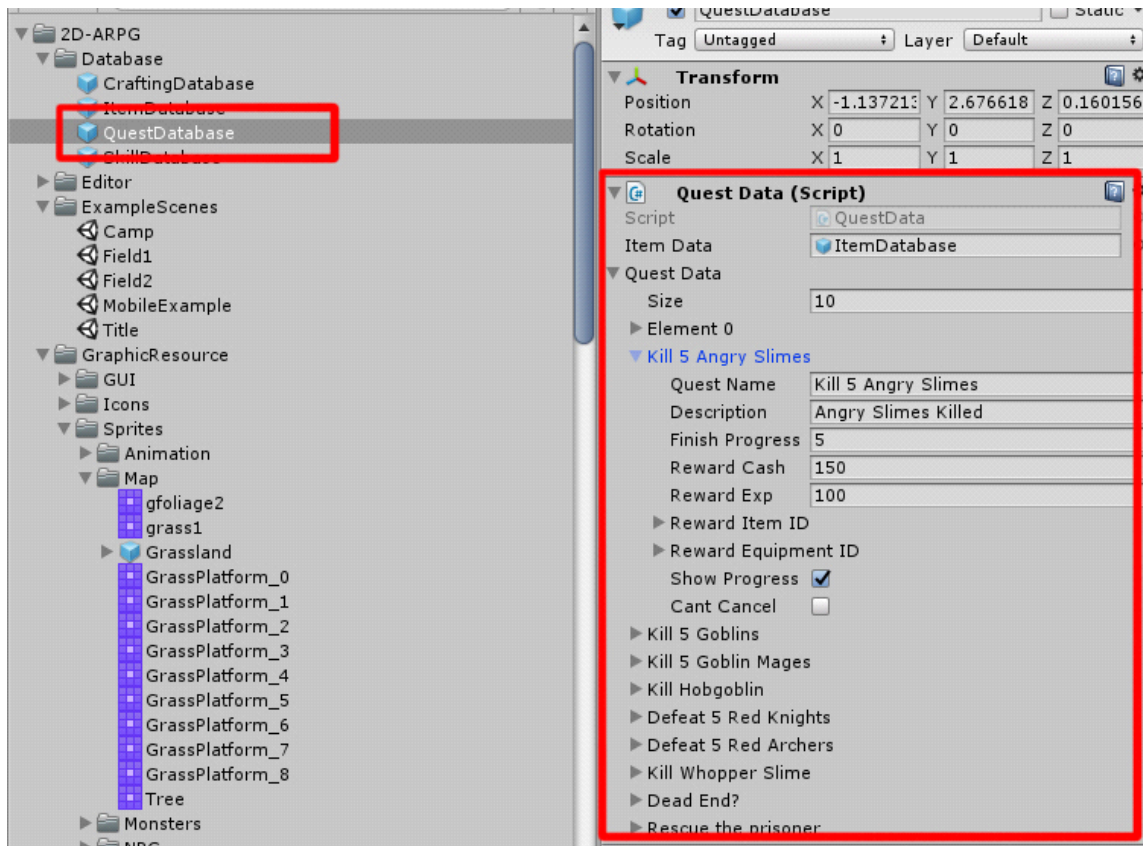 2D-ARPG
Database
CraftingDatabase
ItemDatabase
QuestDatabase
SkillDatabase
Editor
ExampleScenes
Camp
Field1
Field2
MobileExample
Title
GraphicResource
GUI
Icons
Sprites
Animation
Map
gfoliage2
grass1
Grassland
GrassPlatform_0
GrassPlatform_1
GrassPlatform_2
GrassPlatform_3
GrassPlatform_4
GrassPlatform_5
GrassPlatform_6
GrassPlatform_7
GrassPlatform_8
Tree
Monsters
NPC
QuestDatabase Static
Tag Untagged Layer Default
Transform
Position X -1.137213 Y 2.676618 Z 0.160156
Rotation X 0 Y 0 Z 0
Scale X 1 Y 1 Z 1
Quest Data (Script)
Script QuestData
Item Data ItemDatabase
Quest Data
Size 10
Element 0
Kill 5 Angry Slimes
Quest Name Kill 5 Angry Slimes
Description Angry Slimes Killed
Finish Progress 5
Reward Cash 150
Reward Exp 100
Reward Item ID
Reward Equipment ID
Show Progress
Cant Cancel
Kill 5 Goblins
Kill 5 Goblin Mages
Kill Hobgoblin
Defeat 5 Red Knights
Defeat 5 Red Archers
Kill Whopper Slime
Dead End?
Rescue the prisoner